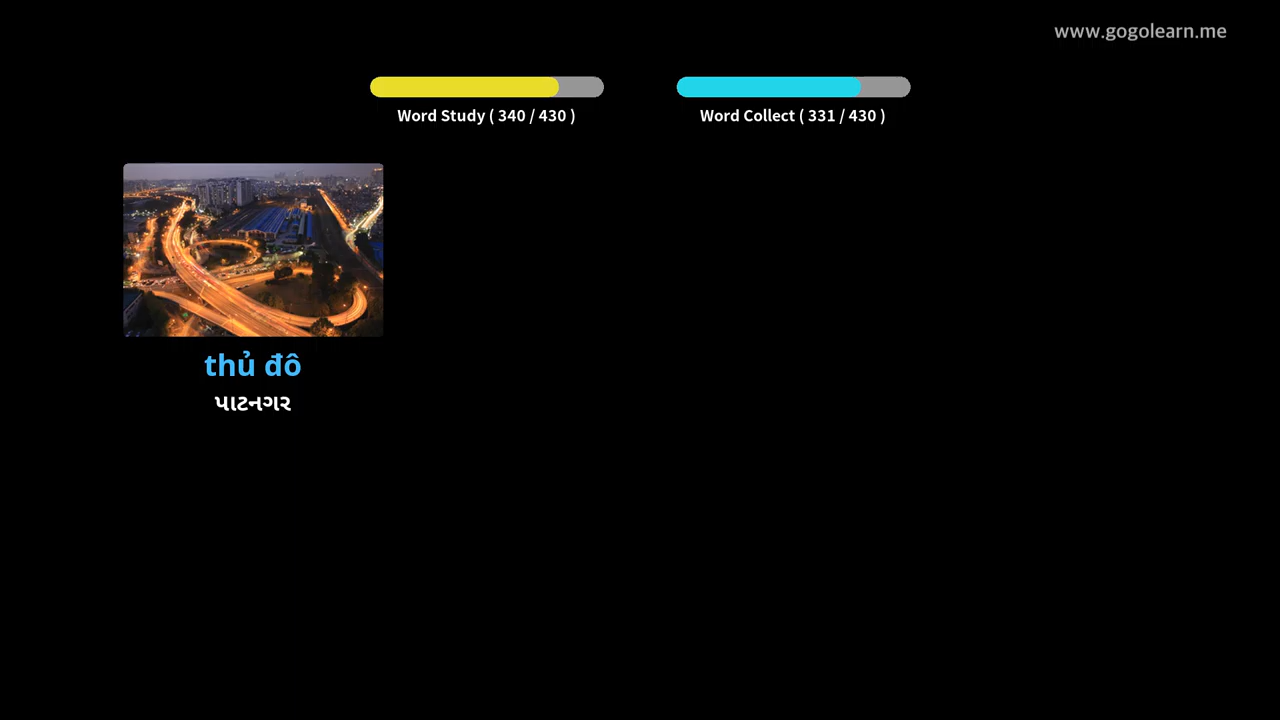 www.gogolearn.me
Word Study ( 340 / 430 )
Word Collect ( 331 / 430 )
thủ đô
પાટનગર